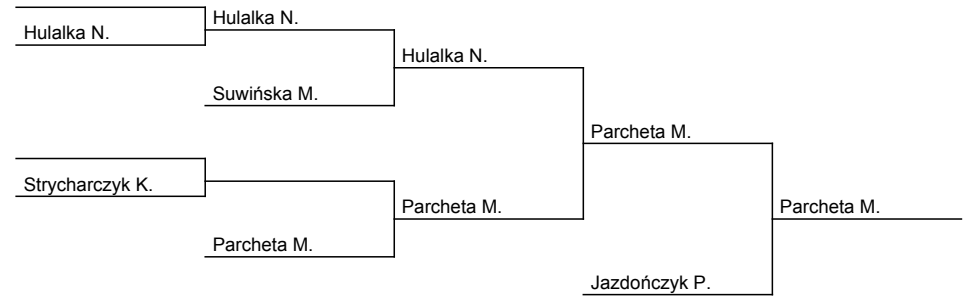 Hulalka N.
Hulalka N.
Hulalka N.
Suwińska M.
Parcheta M.
Strycharczyk K.
Parcheta M.
Parcheta M.
Parcheta M.
Jazdończyk P.